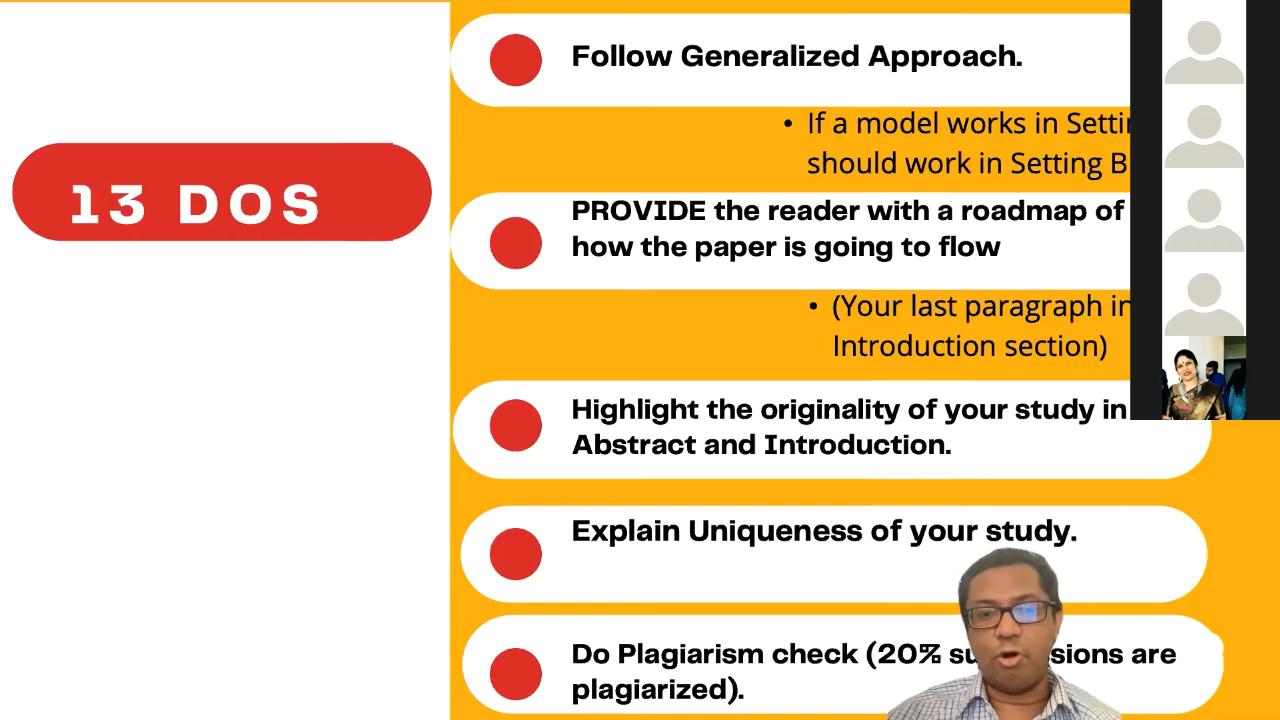 13 DOS
Follow Generalized Approach.
• If a model works in
should work in Setting B
PROVIDE the reader with a roadmap of
how the paper is going to flow
• (Your last paragraph in
Introduction section)
Highlight the originality of your study in
Abstract and Introduction.
Explain Uniqueness of your study.
Do Plagiarism check (20% are
plagiarized).